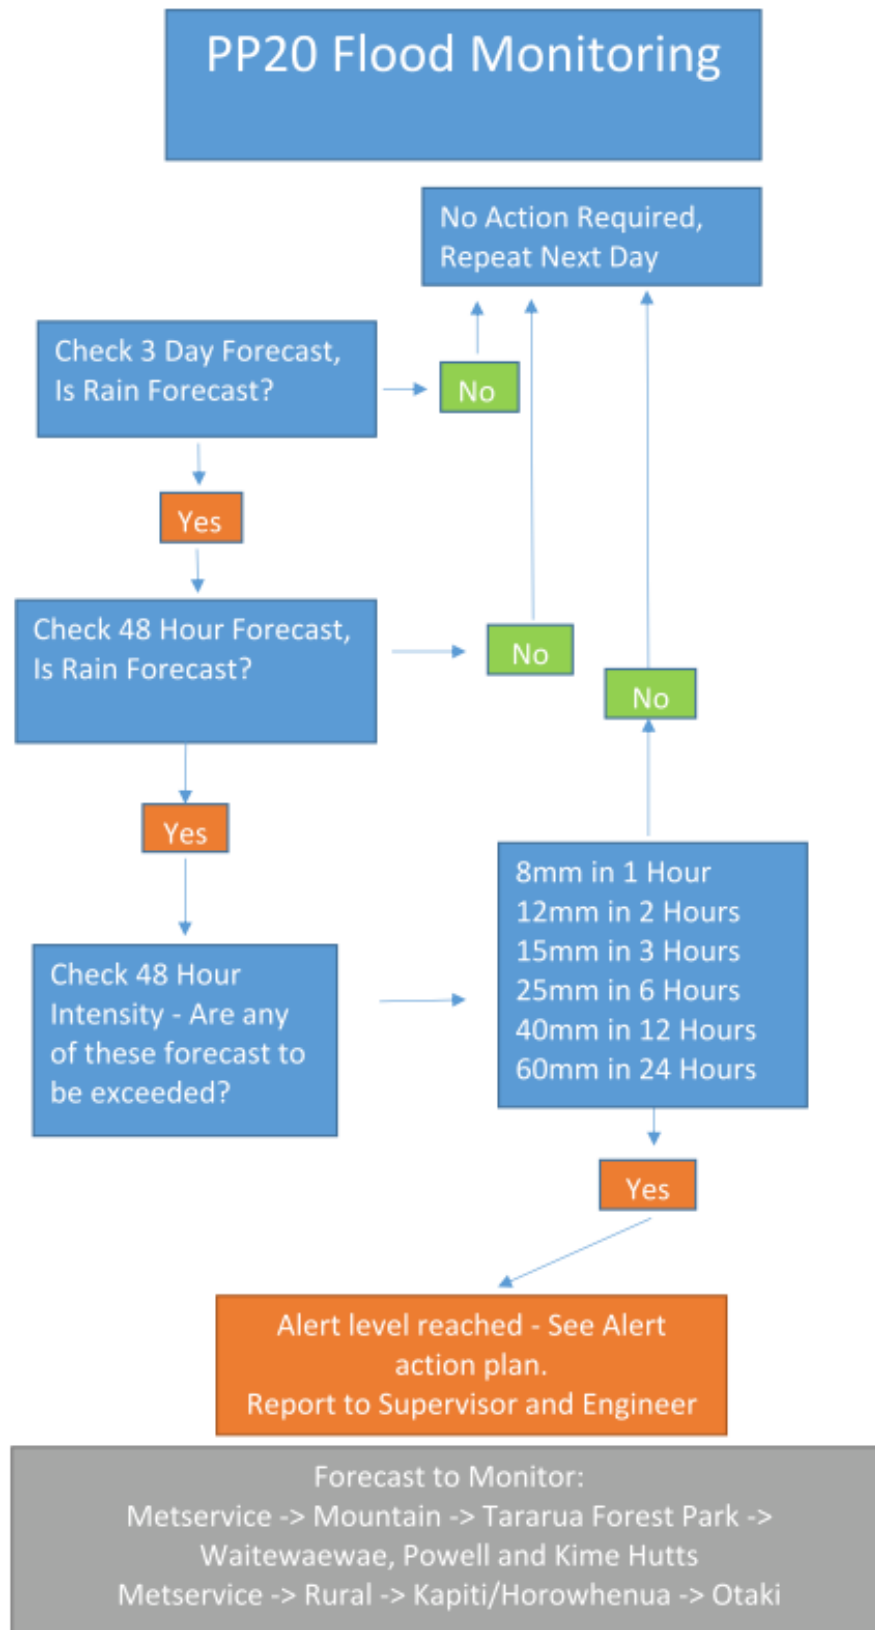 PP20 Flood Monitoring
No Action Required,
Repeat Next Day
Check 3 Day Forecast,
Is Rain Forecast?
No
Yes
Check 48 Hour Forecast,
Is Rain Forecast?
No
No
Yes
8mm in 1 Hour
12mm in 2 Hours
15mm in 3 Hours
25mm in 6 Hours
40mm in 12 Hours
60mm in 24 Hours
Check 48 Hour
Intensity - Are any
of these forecast to
be exceeded?
Yes
Alert level reached - See Alert
action plan.
Report to Supervisor and Engineer
Forecast to Monitor:
Metservice -> Mountain -> Tararua Forest Park ->
Waitewaewae, Powell and Kime Hutts
Metservice -> Rural -> Kapiti/Horowhenua -> Otaki